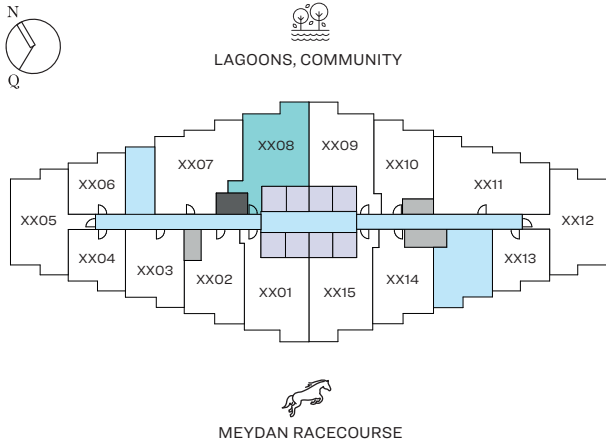 N
Q
LAGOONS, COMMUNITY
XX08
XX09
XX07
XX10
XX06
XX11
XX05
XX12
XX04
XX03
XX02
XX01
XX15
XX14
XX13
MEYDAN RACECOURSE